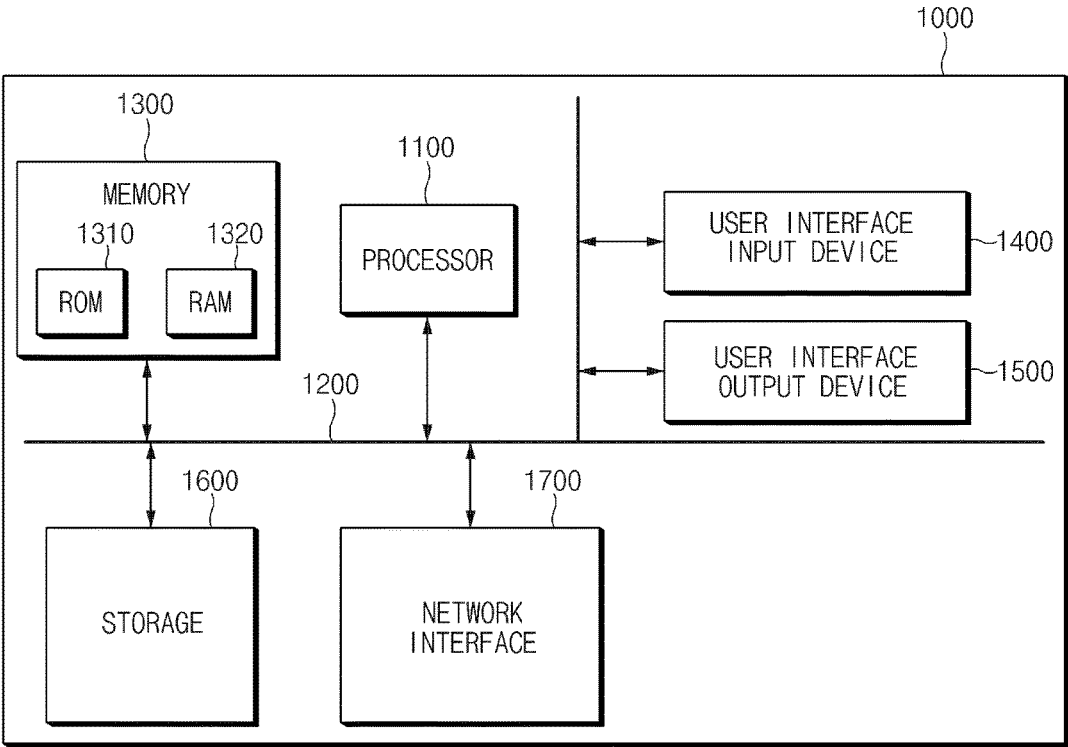 1000
1300
MEMORY
1310
1320
ROM
RAM
1100
PROCESSOR
USER INTERFACE
INPUT DEVICE
1400
USER INTERFACE
OUTPUT DEVICE
1500
1200
1600
STORAGE
1700
NETWORK
INTERFACE